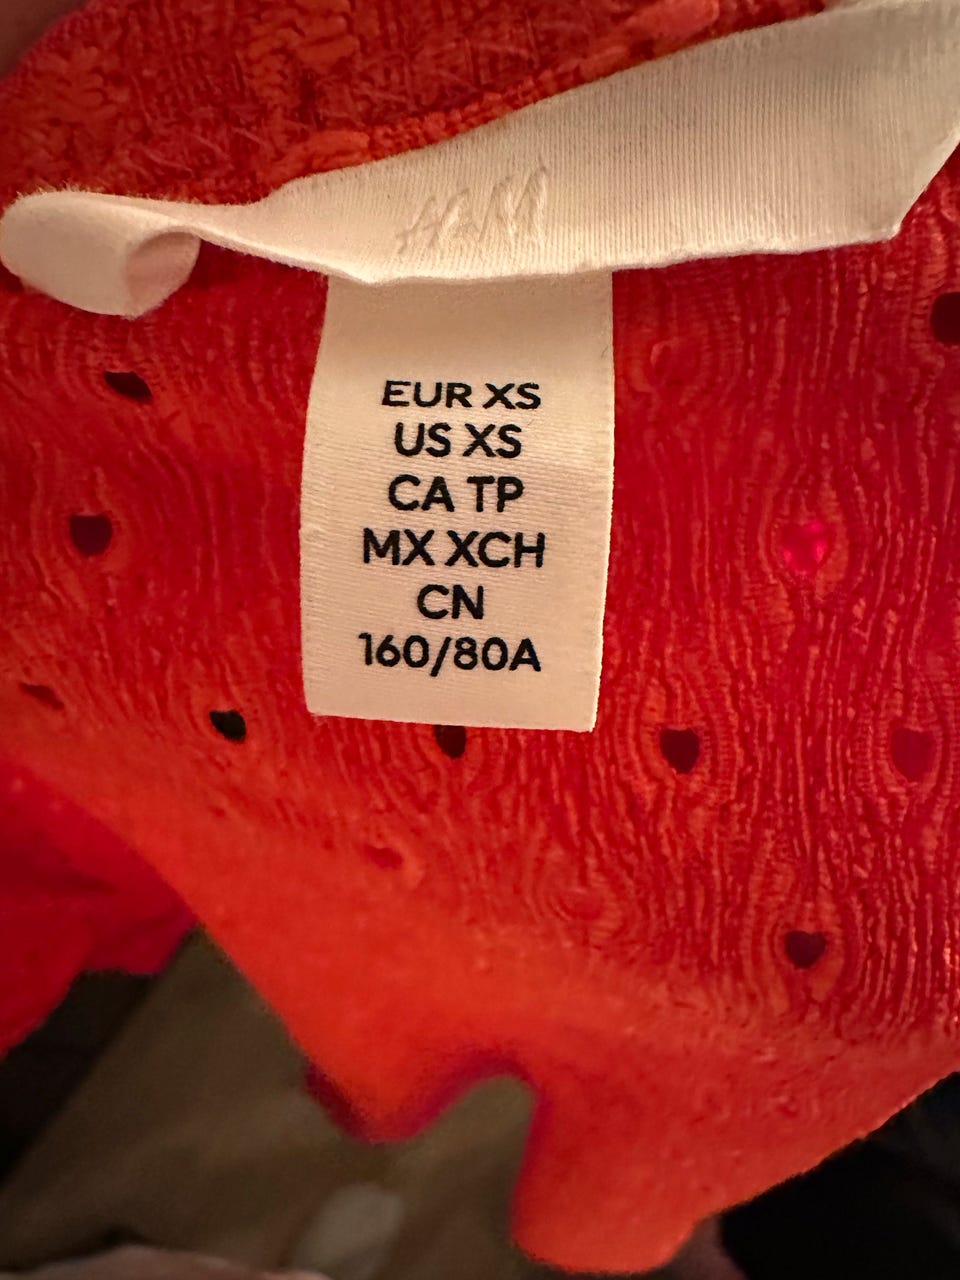 H&M
EUR XS
US XS
CA TP
MX XCH
CN
160/80A